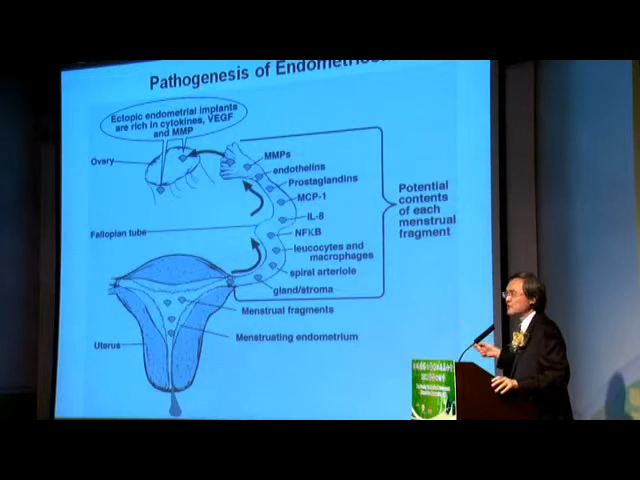 Pathogenesis of Endometrios
Ectopic endometrial implants
are rich in cytokines, VEGF
and MMP
Ovary
MMPs
endothelins
Prostaglandins
MCP-1
IL-8
NFKB
leucocytes and
macrophages
spiral arteriole
gland/stroma
Potential
contents
of each
menstrual
fragment
Fallopian tube
Menstrual fragments
Menstruating endometrium
Uterus